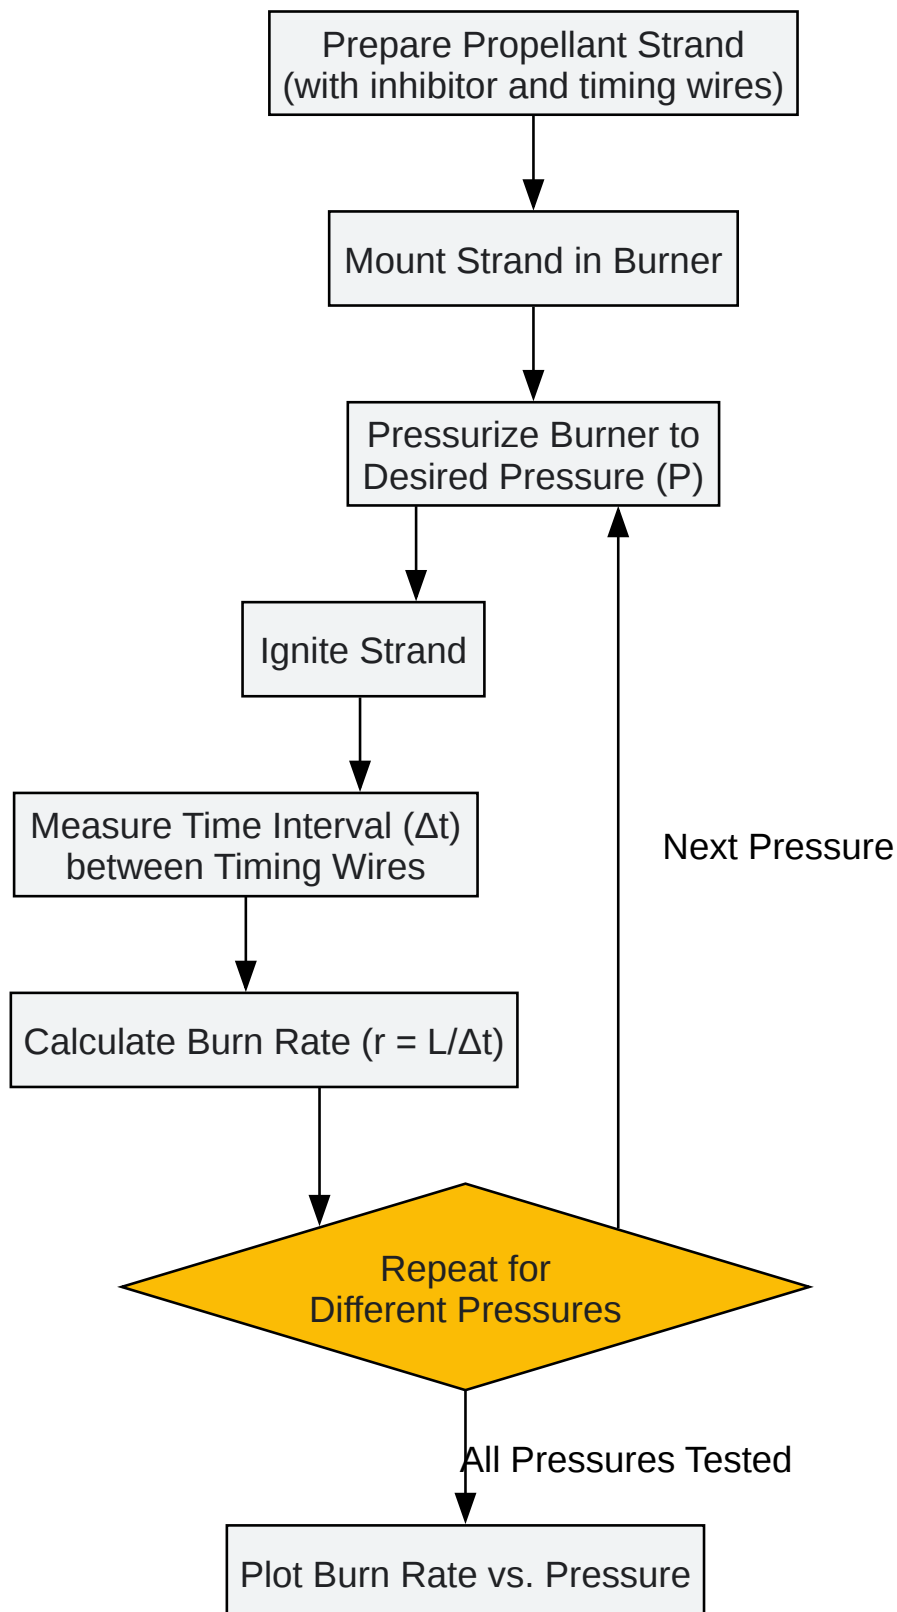 Prepare Propellant Strand
(with inhibitor and timing wires)
Mount Strand in Burner
Pressurize Burner to
Desired Pressure (P)
Ignite Strand
Measure Time Interval (Δt)
between Timing Wires
Next Pressure
Calculate Burn Rate (r = L/Δt)
Repeat for
Different Pressures
All Pressures Tested
Plot Burn Rate vs. Pressure